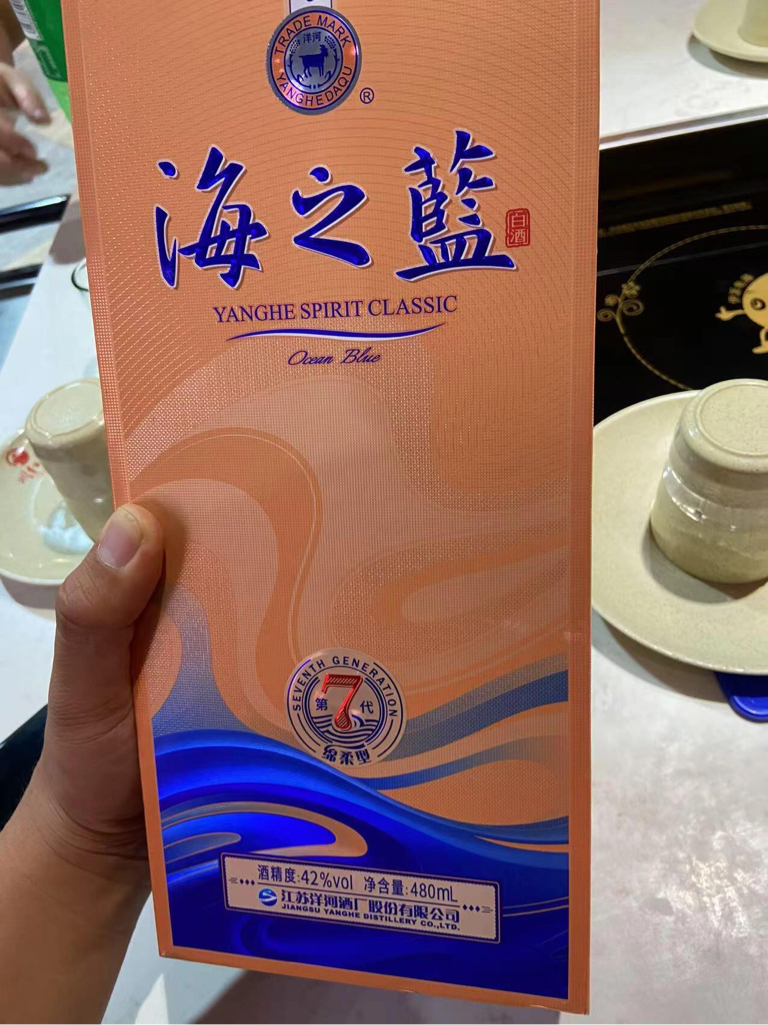 TRADE MARK
洋河
YANGHEDAQU
®
海之藍
白酒
YANGHE SPIRIT CLASSIC
Ocean Blue
SEVENTH GENERATION
第7代
绵柔型
酒精度:42%vol 净含量:480mL
江苏洋河酒厂股份有限公司
JIANGSU YANGHE DISTILLERY CO.,LTD.